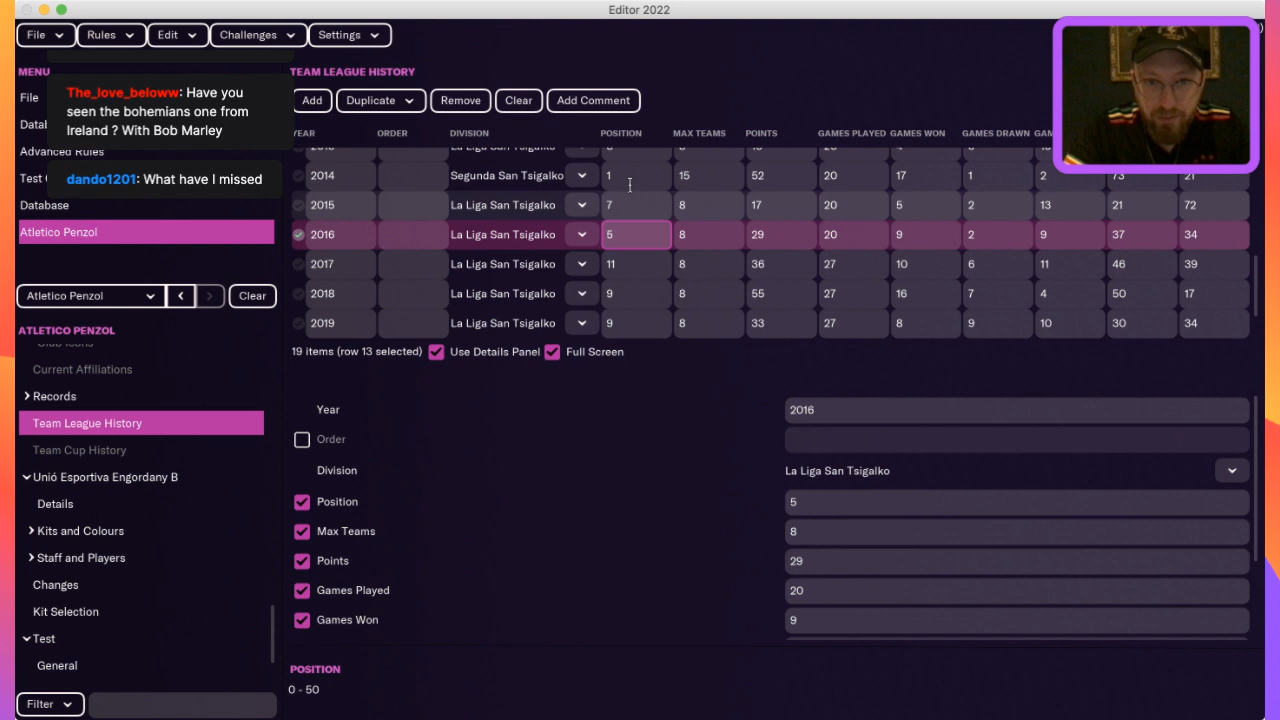 Editor 2022
File Rules Edit Challenges Settings
MENU
File
Advanced Rules
Database
Atletico Penzol
The_love_beloww: Have you
seen the bohemians one from
Ireland ? With Bob Marley
dando1201: What have I missed
Atletico Penzol Clear
ATLETICO PENZOL
Current Affiliations
Records
Team League History
Team Cup History
Unió Esportiva Engordany B
Details
Kits and Colours
Staff and Players
Changes
Kit Selection
Test
General
Filter
TEAM LEAGUE HISTORY
Add Duplicate Remove Clear Add Comment
YEAR ORDER DIVISION POSITION MAX TEAMS POINTS GAMES PLAYED GAMES WON GAMES DRAWN
2014 Segunda San Tsigalko 1 15 52 20 17 1 2 73 21
2015 La Liga San Tsigalko 7 8 17 20 5 2 13 21 72
2016 La Liga San Tsigalko 5 8 29 20 9 2 9 37 34
2017 La Liga San Tsigalko 11 8 36 27 10 6 11 46 39
2018 La Liga San Tsigalko 9 8 55 27 16 7 4 50 17
2019 La Liga San Tsigalko 9 8 33 27 8 9 10 30 34
19 items (row 13 selected) Use Details Panel Full Screen
Year 2016
Order
Division La Liga San Tsigalko
Position 5
Max Teams 8
Points 29
Games Played 20
Games Won 9
POSITION
0 - 50